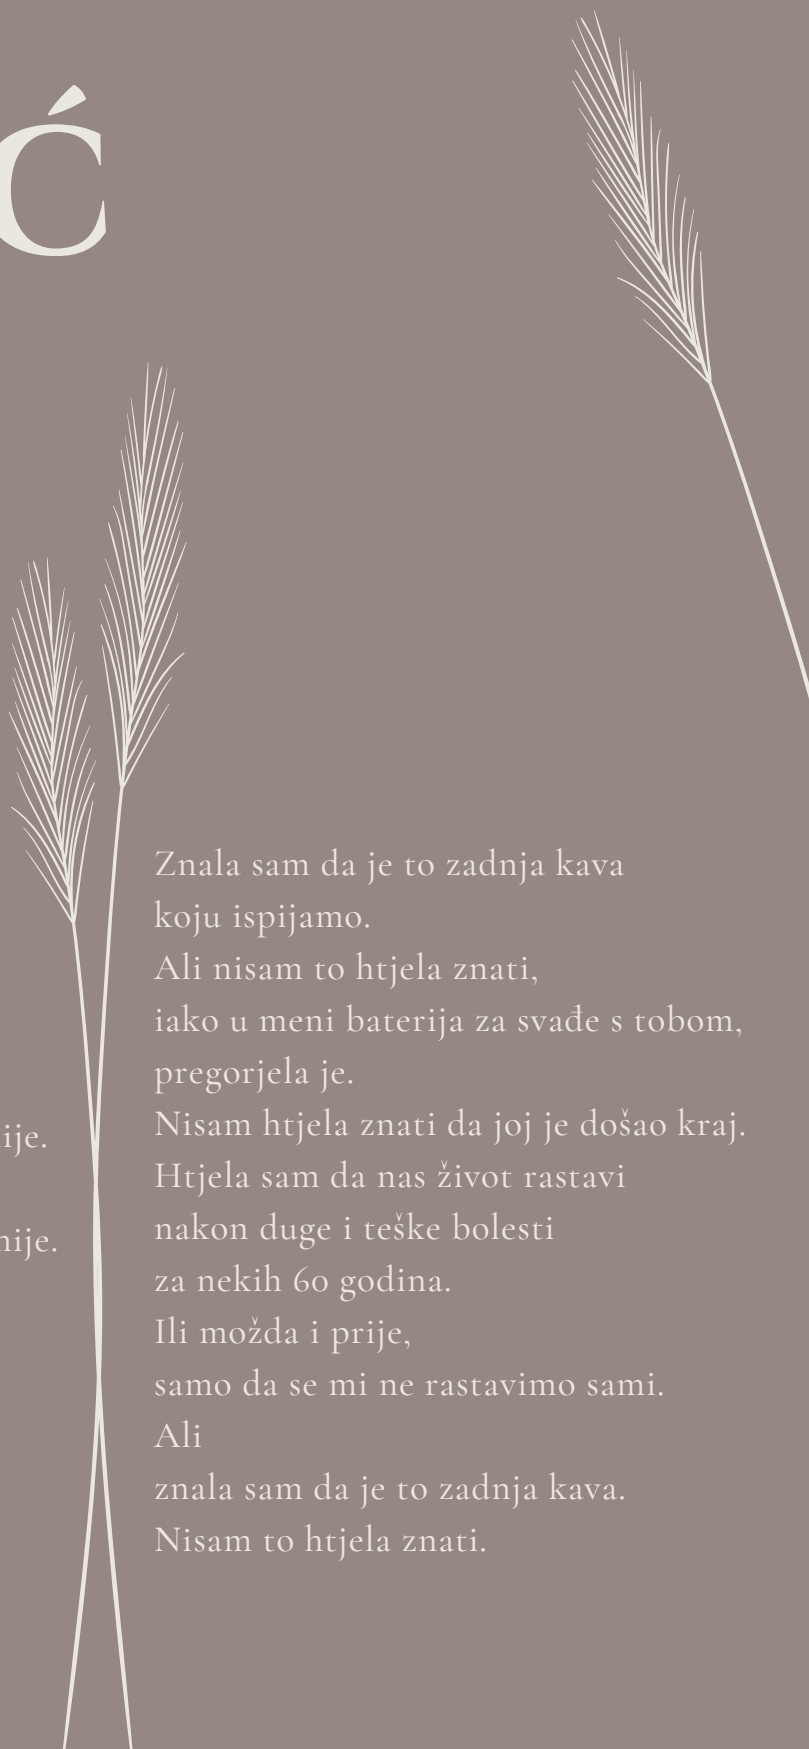 Ć
Znala sam da je to zadnja kava
koju ispijamo.
Ali nisam to htjela znati,
iako u meni baterija za svađe s tobom,
pregorjela je.
Nisam htjela znati da joj je došao kraj.
Htjela sam da nas život rastavi
nakon duge i teške bolesti
za nekih 60 godina.
Ili možda i prije,
samo da se mi ne rastavimo sami.
Ali
znala sam da je to zadnja kava.
Nisam to htjela znati.